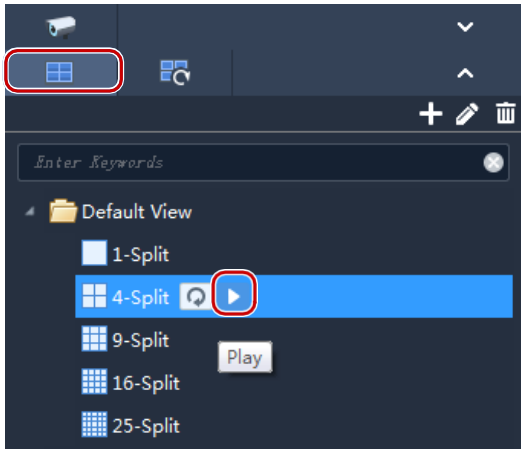 Enter Keywords
Default View
1-Split
4-Split
9-Split
Play
16-Split
25-Split